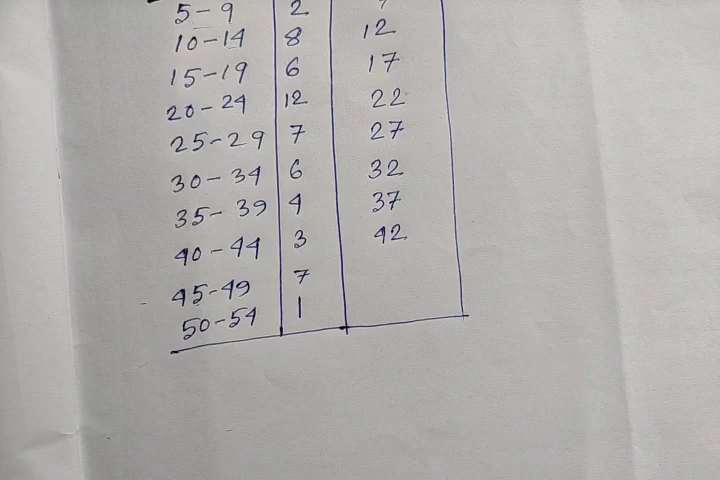 5-9 2
10-14 8 12
15-19 6 17
20-24 12 22
25-29 7 27
30-34 6 32
35-39 4 37
40-44 3 42
45-49 7
50-54 1